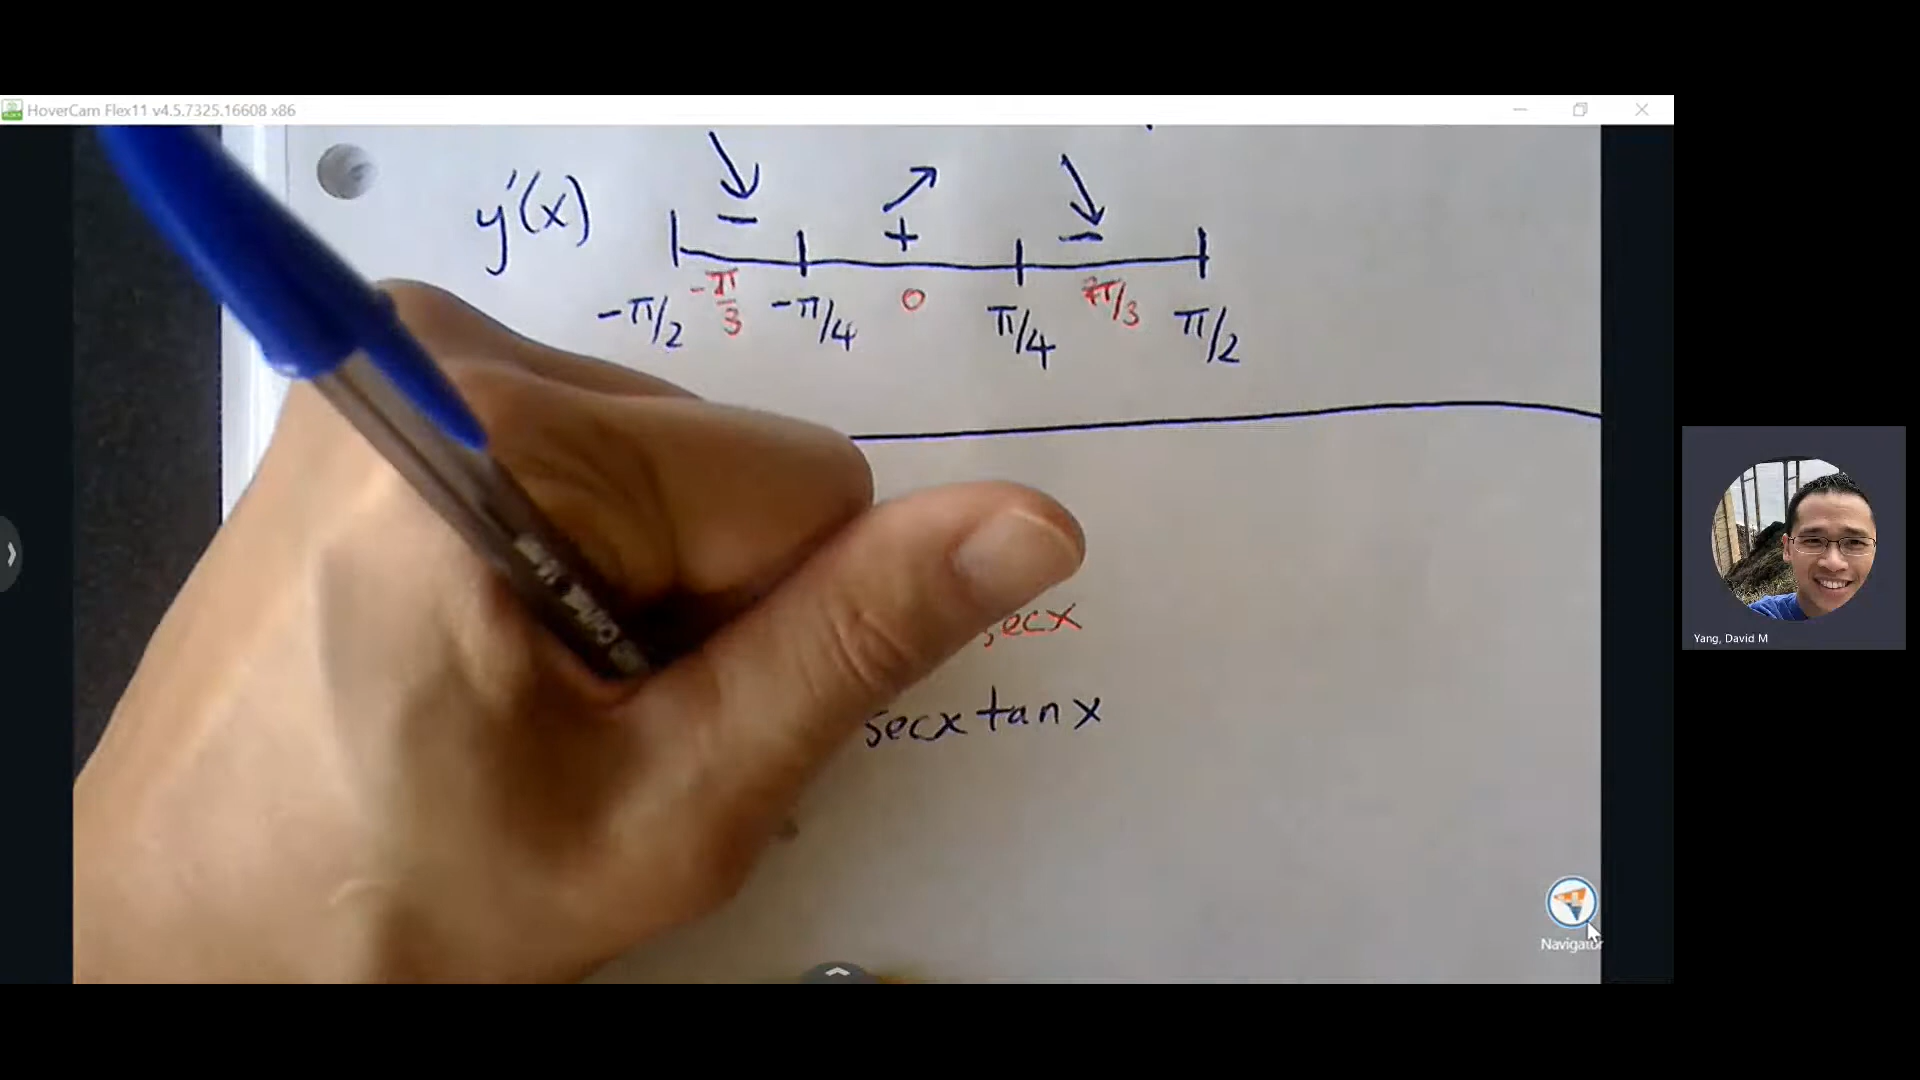 HoverCam Flex11 v4.5.7325.16608 x86
y'(x) − + −
-π/2 -π/3 -π/4 0 π/4 π/3 π/2
secx
secx tan x
Navigator
Yang, David M